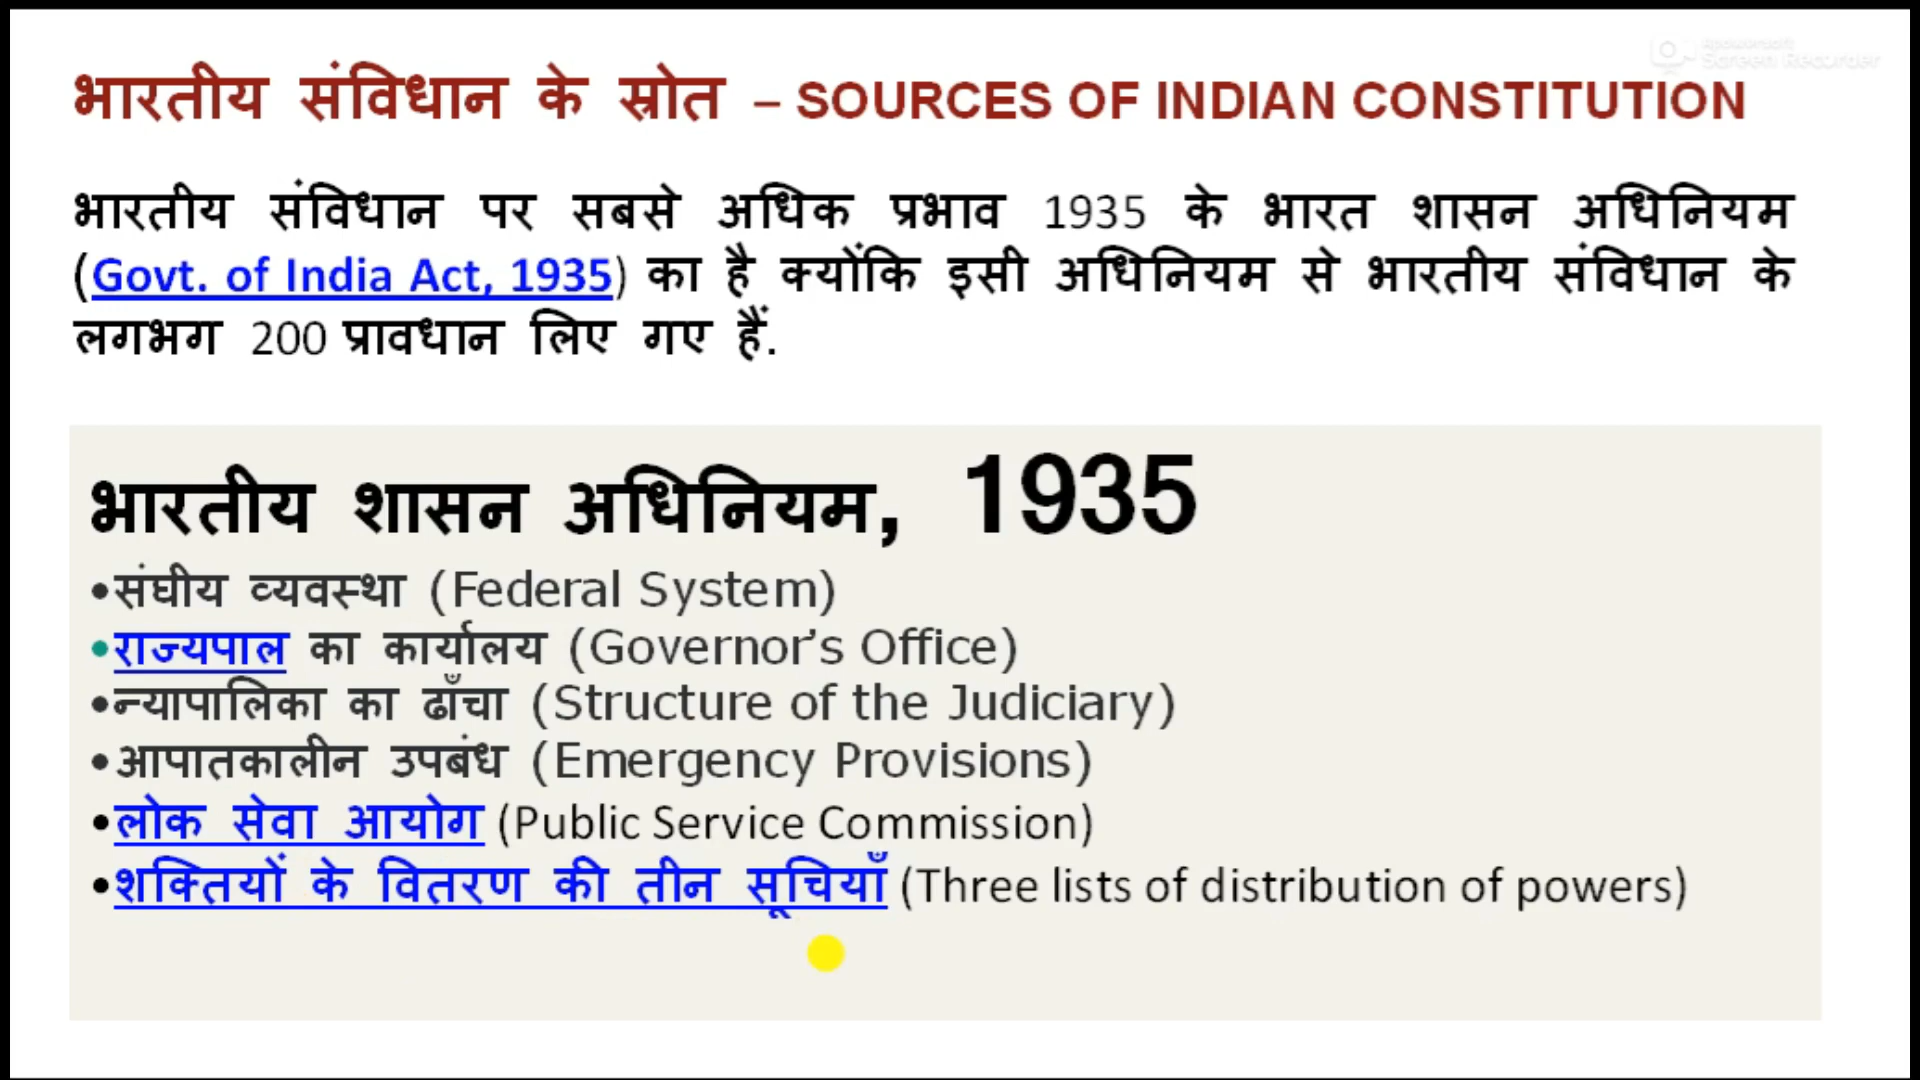 Apowersoft
Screen Recorder
भारतीय संविधान के स्रोत – SOURCES OF INDIAN CONSTITUTION
भारतीय संविधान पर सबसे अधिक प्रभाव 1935 के भारत शासन अधिनियम
(Govt. of India Act, 1935) का है क्योंकि इसी अधिनियम से भारतीय संविधान के
लगभग 200 प्रावधान लिए गए हैं.
भारतीय शासन अधिनियम, 1935
•संघीय व्यवस्था (Federal System)
•राज्यपाल का कार्यालय (Governor’s Office)
•न्यापालिका का ढाँचा (Structure of the Judiciary)
•आपातकालीन उपबंध (Emergency Provisions)
•लोक सेवा आयोग (Public Service Commission)
•शक्तियों के वितरण की तीन सूचियाँ (Three lists of distribution of powers)